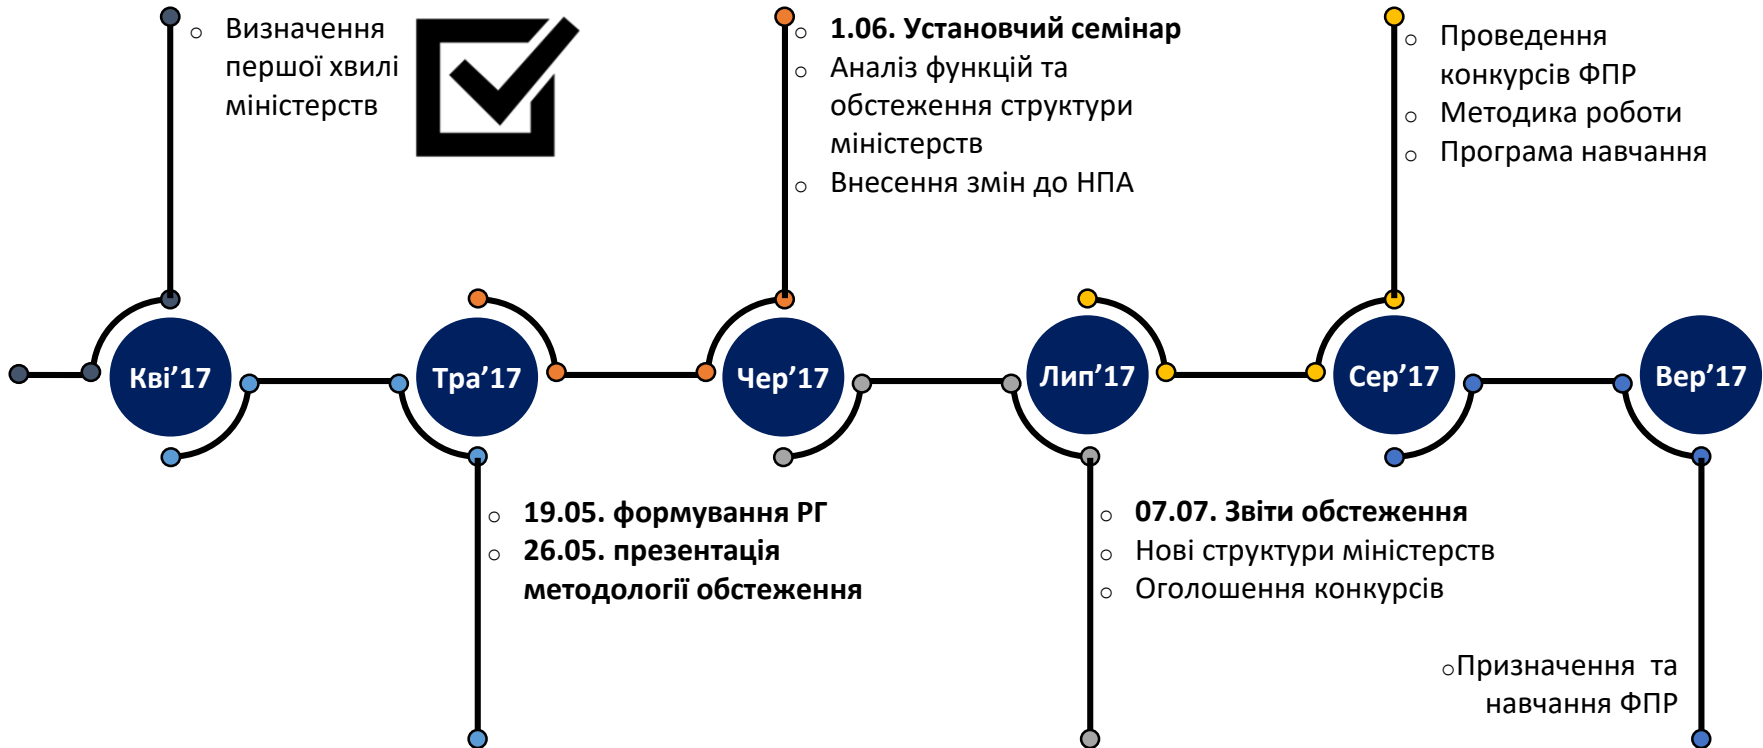 Визначення
першої хвилі
міністерств
1.06. Установчий семінар
Аналіз функцій та
обстеження структури
міністерств
Внесення змін до НПА
Проведення
конкурсів ФПР
Методика роботи
Програма навчання
Кві’17
Тра’17
Чер’17
Лип’17
Сер’17
Вер’17
19.05. формування РГ
26.05. презентація
методології обстеження
07.07. Звіти обстеження
Нові структури міністерств
Оголошення конкурсів
Призначення та
навчання ФПР